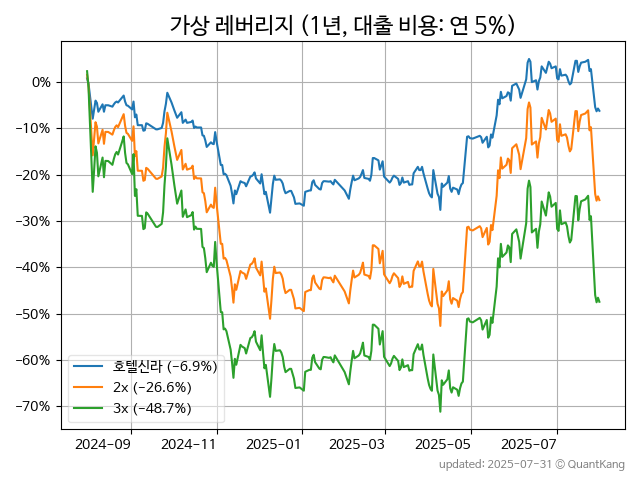 가상 레버리지 (1년, 대출 비용: 연 5%)
0%
−10%
−20%
−30%
−40%
−50%
−60%
−70%
호텔신라 (−6.9%)
2x (−26.6%)
3x (−48.7%)
2024-09
2024-11
2025-01
2025-03
2025-05
2025-07
updated: 2025-07-31 © QuantKang